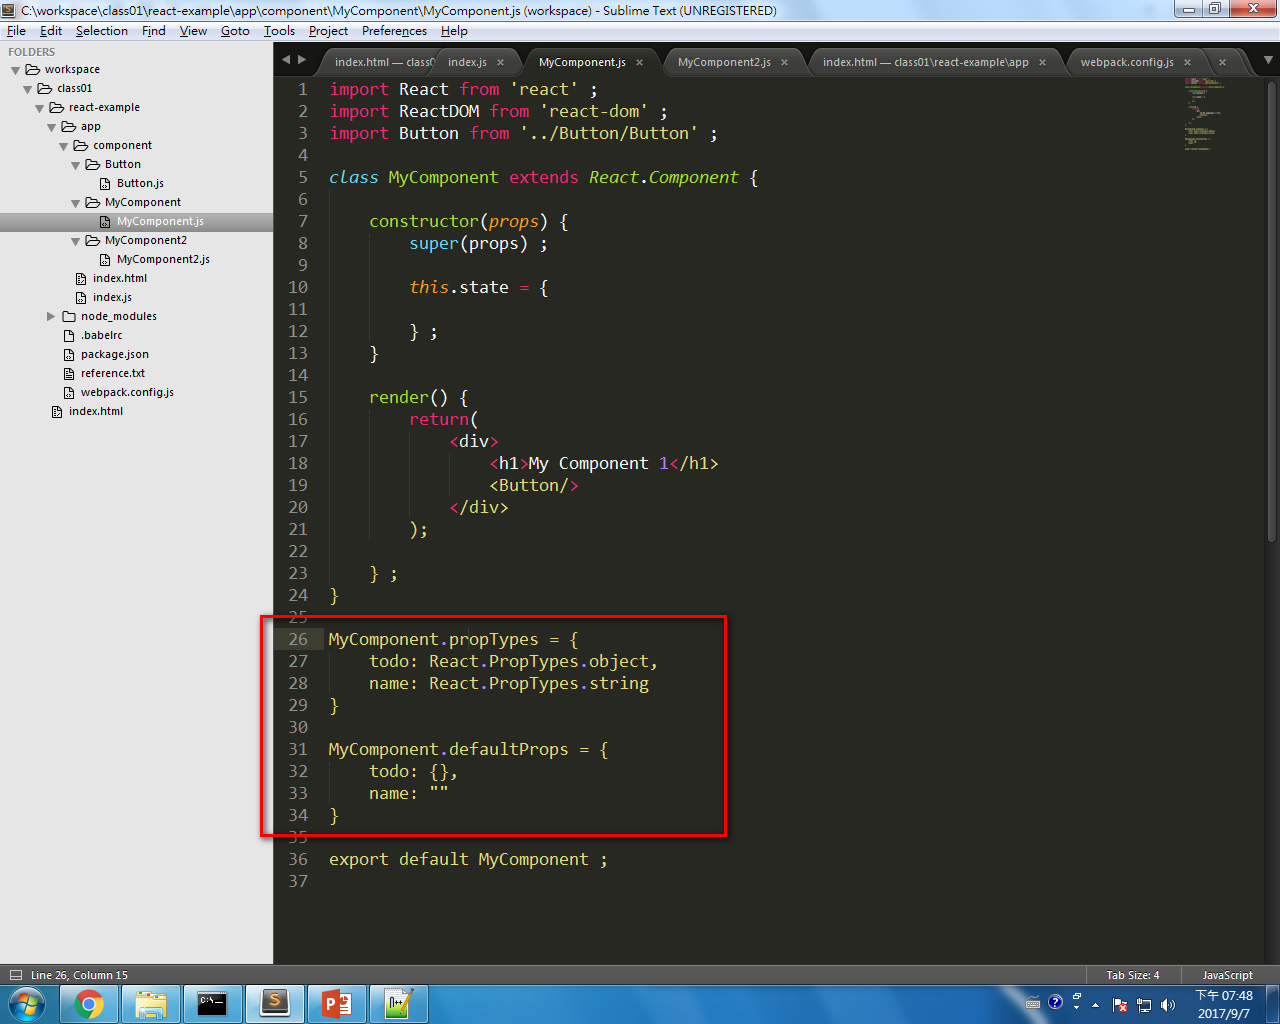 C:\workspace\class01\react-example\app\component\MyComponent\MyComponent.js (workspace) - Sublime Text (UNREGISTERED)
File Edit Selection Find View Goto Tools Project Preferences Help
FOLDERS
workspace
class01
react-example
app
component
Button
Button.js
MyComponent
MyComponent.js
MyComponent2
MyComponent2.js
index.html
index.js
node_modules
.babelrc
package.json
reference.txt
webpack.config.js
index.html
index.html — class0 index.js MyComponent.js MyComponent2.js index.html — class01\react-example\app webpack.config.js
1 import React from 'react' ;
2 import ReactDOM from 'react-dom' ;
3 import Button from '../Button/Button' ;
4
5 class MyComponent extends React.Component {
6
7 constructor(props) {
8 super(props) ;
9
10 this.state = {
11
12 } ;
13 }
14
15 render() {
16 return(
17 <div>
18 <h1>My Component 1</h1>
19 <Button/>
20 </div>
21 );
22
23 } ;
24 }
25
26 MyComponent.propTypes = {
27 todo: React.PropTypes.object,
28 name: React.PropTypes.string
29 }
30
31 MyComponent.defaultProps = {
32 todo: {},
33 name: ""
34 }
35
36 export default MyComponent ;
37
Line 26, Column 15 Tab Size: 4 JavaScript
下午 07:48
2017/9/7